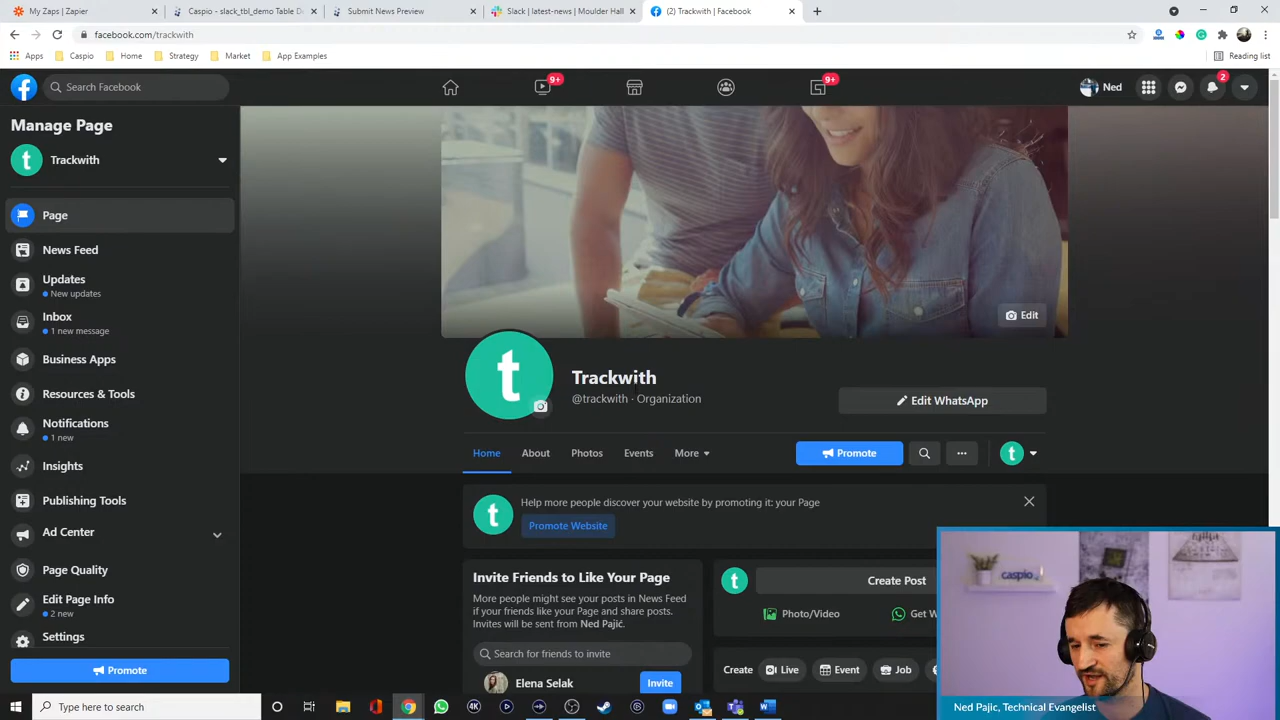 My Zaps | Zapier
Caspio - slack_tbl_demo Table De
Submit News Preview
Slack | latest-news | Moulder Hall
(2) Trackwith | Facebook
facebook.com/trackwith
Apps
Caspio
Home
Strategy
Market
App Examples
Reading list
Search Facebook
9+
9+
Ned
2
Manage Page
Trackwith
Page
News Feed
Updates
New updates
Inbox
1 new message
Business Apps
Resources & Tools
Notifications
1 new
Insights
Publishing Tools
Ad Center
Page Quality
Edit Page Info
2 new
Settings
Promote
Edit
t
Trackwith
@trackwith · Organization
Edit WhatsApp
Home
About
Photos
Events
More
Promote
t
t
Help more people discover your website by promoting it: your Page
Promote Website
Invite Friends to Like Your Page
More people might see your posts in News Feed
if your friends like your Page and share posts.
Invites will be sent from Ned Pajić.
Search for friends to invite
Elena Selak
Invite
t
Create Post
Photo/Video
Get W
Create
Live
Event
Job
caspio
Ned Pajic, Technical Evangelist
Type here to search